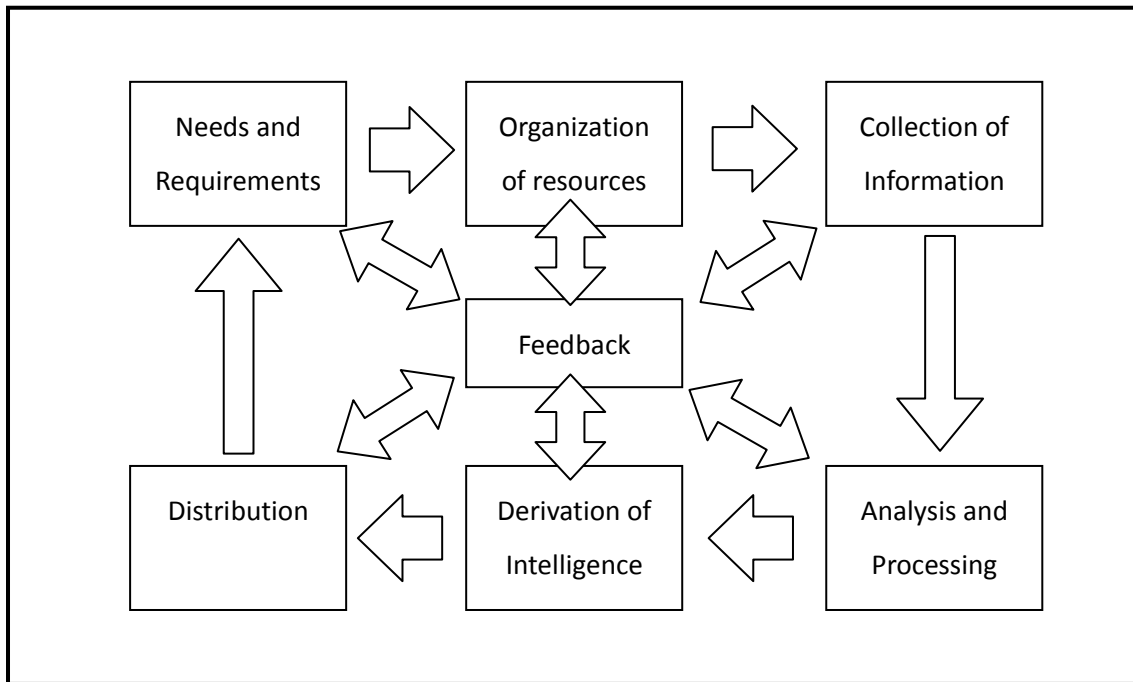 Needs and
Requirements
Organization
of resources
Collection of
Information
Feedback
Distribution
Derivation of
Intelligence
Analysis and
Processing